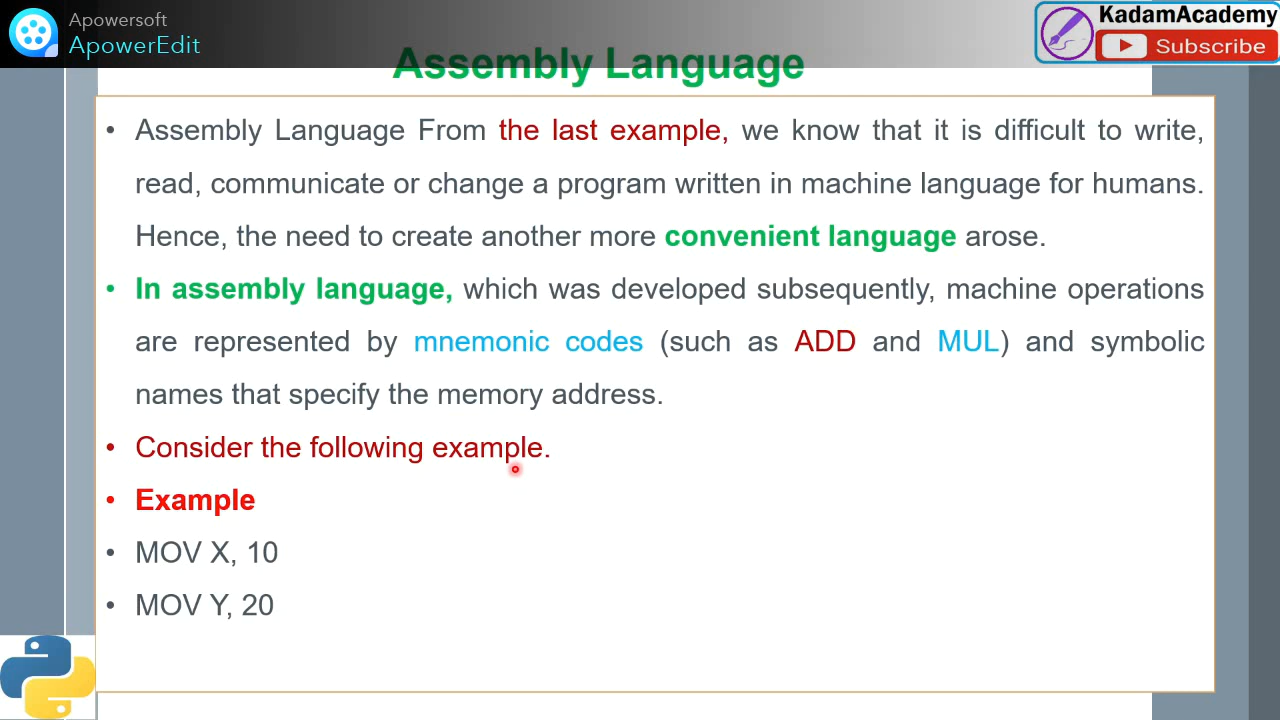 Apowersoft
ApowerEdit
KadamAcademy
Subscribe
Assembly Language
• Assembly Language From the last example, we know that it is difficult to write,
read, communicate or change a program written in machine language for humans.
Hence, the need to create another more convenient language arose.
• In assembly language, which was developed subsequently, machine operations
are represented by mnemonic codes (such as ADD and MUL) and symbolic
names that specify the memory address.
• Consider the following example.
• Example
• MOV X, 10
• MOV Y, 20